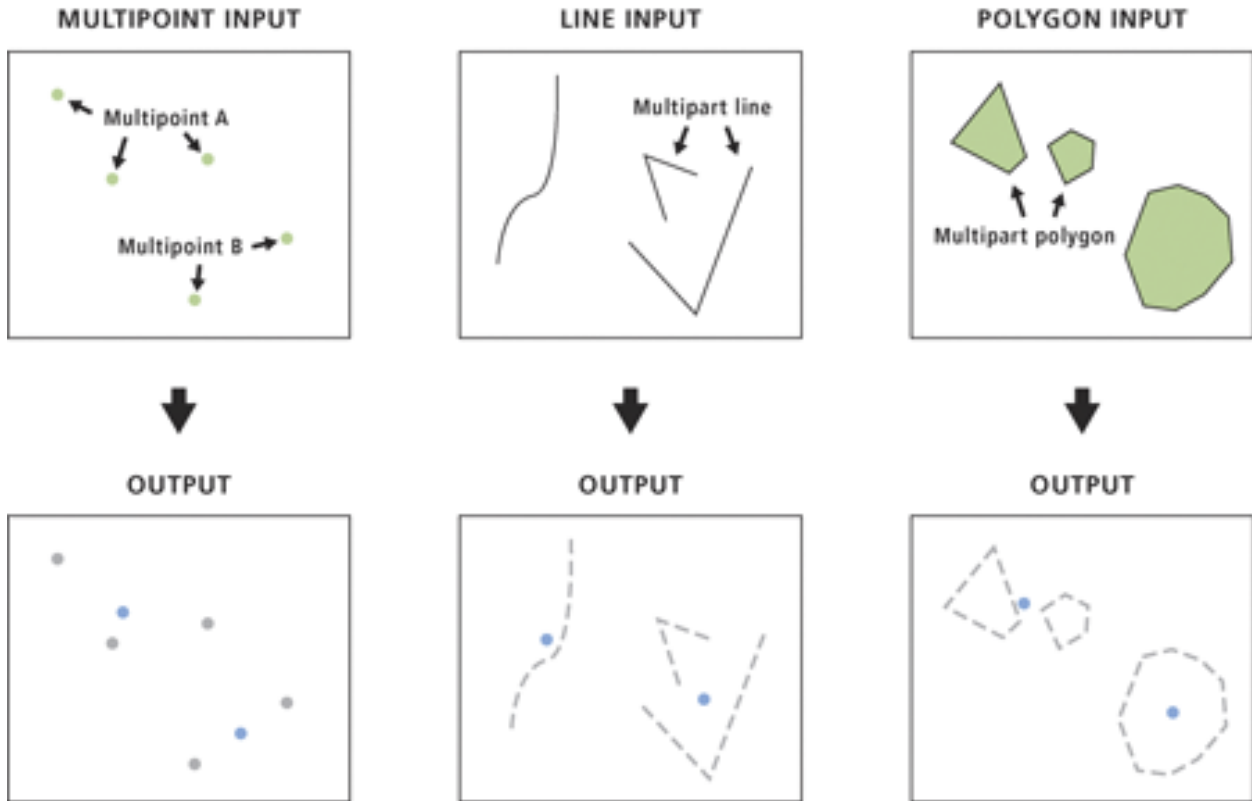 MULTIPOINT INPUT
LINE INPUT
POLYGON INPUT
Multipoint A
Multipoint B
Multipart line
Multipart polygon
OUTPUT
OUTPUT
OUTPUT